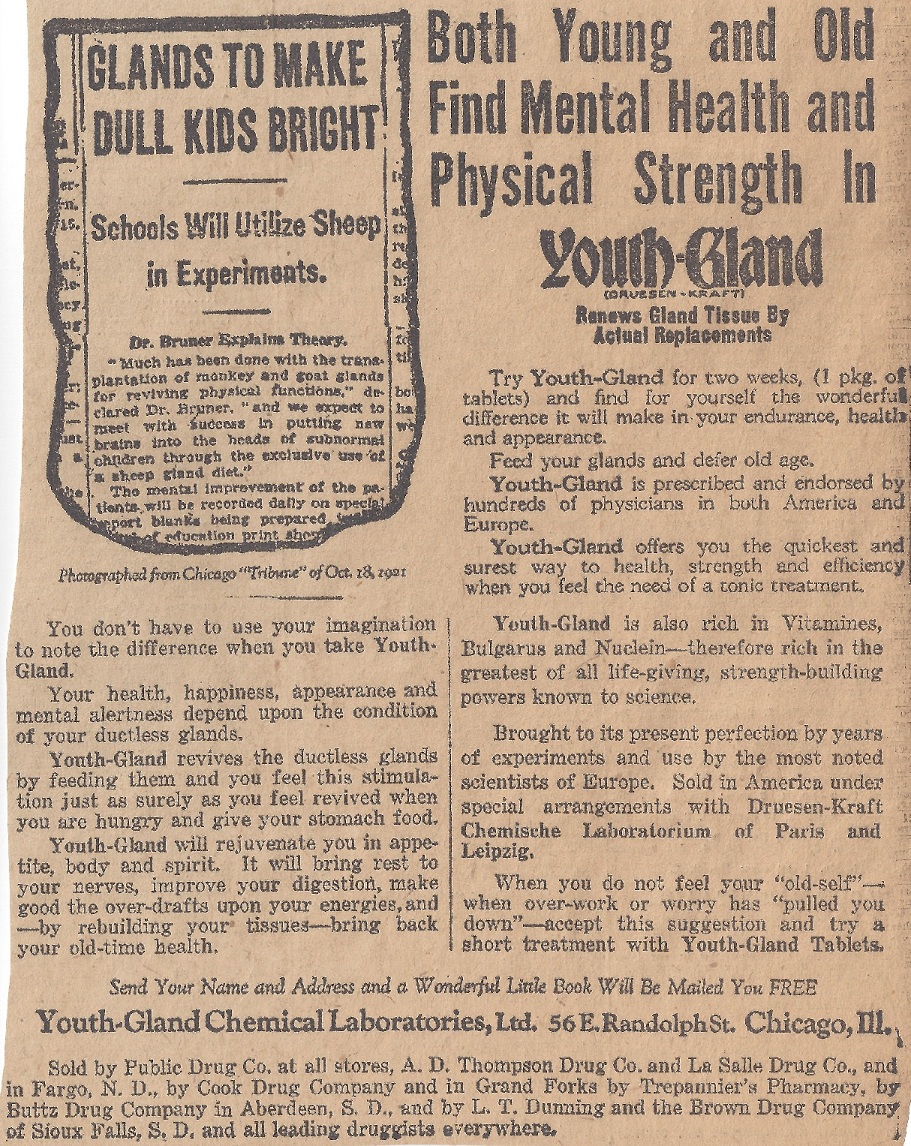 GLANDS TO MAKE
DULL KIDS BRIGHT
Schools Will Utilize Sheep
in Experiments.
Dr. Bruner Explains Theory.
"Much has been done with the trans-
plantation of monkey and goat glands
for reviving physical functions," de-
clared Dr. Bruner, "and we expect to
meet with success in putting new
brains into the heads of subnormal
children through the exclusive use of
a sheep gland diet."
The mental improvement of the pa-
tients will be recorded daily on special
report blanks being prepared
of education print shop
Photographed from Chicago "Tribune" of Oct. 18, 1921
Both Young and Old
Find Mental Health and
Physical Strength In
Youth-Gland
(DRUESEN-KRAFT)
Renews Gland Tissue By
Actual Replacements
Try Youth-Gland for two weeks, (1 pkg. of
tablets) and find for yourself the wonderful
difference it will make in your endurance, health
and appearance.
Feed your glands and defer old age.
Youth-Gland is prescribed and endorsed by
hundreds of physicians in both America and
Europe.
Youth-Gland offers you the quickest and
surest way to health, strength and efficiency
when you feel the need of a tonic treatment.
You don't have to use your imagination
to note the difference when you take Youth-
Gland.
Your health, happiness, appearance and
mental alertness depend upon the condition
of your ductless glands.
Youth-Gland revives the ductless glands
by feeding them and you feel this stimula-
tion just as surely as you feel revived when
you are hungry and give your stomach food.
Youth-Gland will rejuvenate you in appe-
tite, body and spirit. It will bring rest to
your nerves, improve your digestion, make
good the over-drafts upon your energies, and
—by rebuilding your tissues—bring back
your old-time health.
Youth-Gland is also rich in Vitamines,
Bulgarus and Nuclein—therefore rich in the
greatest of all life-giving, strength-building
powers known to science.
Brought to its present perfection by years
of experiments and use by the most noted
scientists of Europe. Sold in America under
special arrangements with Druesen-Kraft
Chemische Laboratorium of Paris and
Leipzig.
When you do not feel your "old-self"—
when over-work or worry has "pulled you
down"—accept this suggestion and try a
short treatment with Youth-Gland Tablets.
Send Your Name and Address and a Wonderful Little Book Will Be Mailed You FREE
Youth-Gland Chemical Laboratories, Ltd. 56 E. Randolph St. Chicago, Ill.
Sold by Public Drug Co. at all stores, A. D. Thompson Drug Co. and La Salle Drug Co., and
in Fargo, N. D., by Cook Drug Company and in Grand Forks by Trepannier's Pharmacy, by
Buttz Drug Company in Aberdeen, S. D., and by L. T. Dunning and the Brown Drug Company
of Sioux Falls, S. D. and all leading druggists everywhere.